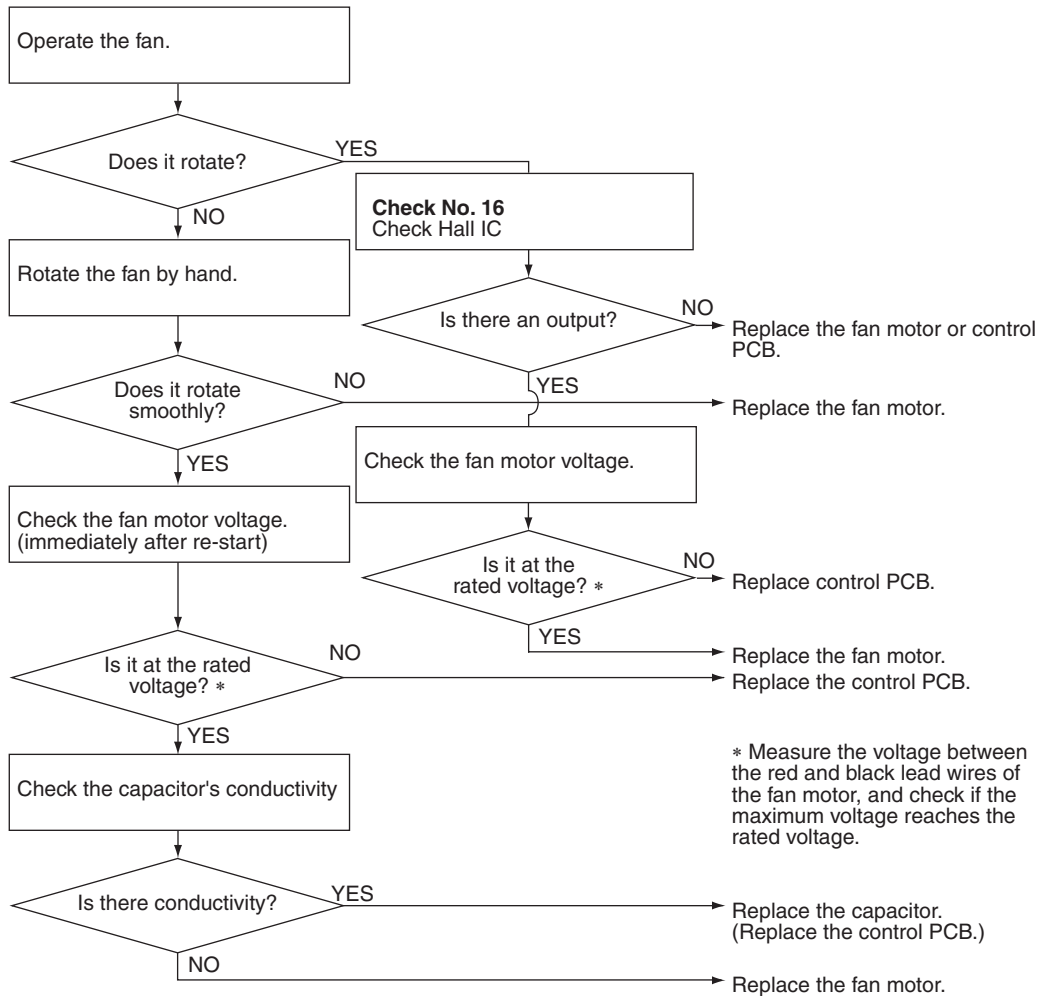 Operate the fan.
Does it rotate?
YES
NO
Check No. 16
Check Hall IC
Rotate the fan by hand.
Is there an output?
NO
Replace the fan motor or control
PCB.
YES
Does it rotate
smoothly?
NO
Replace the fan motor.
YES
Check the fan motor voltage.
Check the fan motor voltage.
(immediately after re-start)
Is it at the
rated voltage? *
NO
Replace control PCB.
YES
Replace the fan motor.
Is it at the rated
voltage? *
NO
Replace the control PCB.
YES
Check the capacitor's conductivity
* Measure the voltage between
the red and black lead wires of
the fan motor, and check if the
maximum voltage reaches the
rated voltage.
Is there conductivity?
YES
Replace the capacitor.
(Replace the control PCB.)
NO
Replace the fan motor.